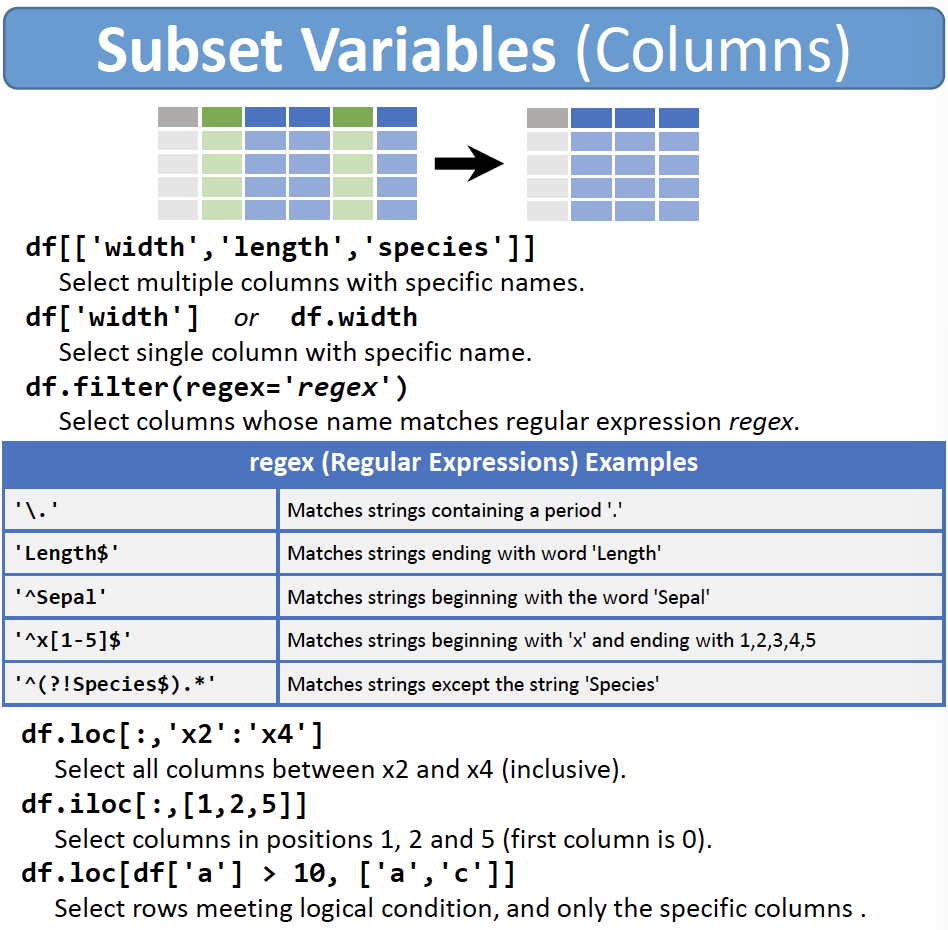 Subset Variables (Columns)
df[['width','length','species']]
Select multiple columns with specific names.
df['width'] or df.width
Select single column with specific name.
df.filter(regex='regex')
Select columns whose name matches regular expression regex.
regex (Regular Expressions) Examples
'\.' Matches strings containing a period '.'
'Length$' Matches strings ending with word 'Length'
'^Sepal' Matches strings beginning with the word 'Sepal'
'^x[1-5]$' Matches strings beginning with 'x' and ending with 1,2,3,4,5
'^(?!Species$).*' Matches strings except the string 'Species'
df.loc[:,'x2':'x4']
Select all columns between x2 and x4 (inclusive).
df.iloc[:,[1,2,5]]
Select columns in positions 1, 2 and 5 (first column is 0).
df.loc[df['a'] > 10, ['a','c']]
Select rows meeting logical condition, and only the specific columns .